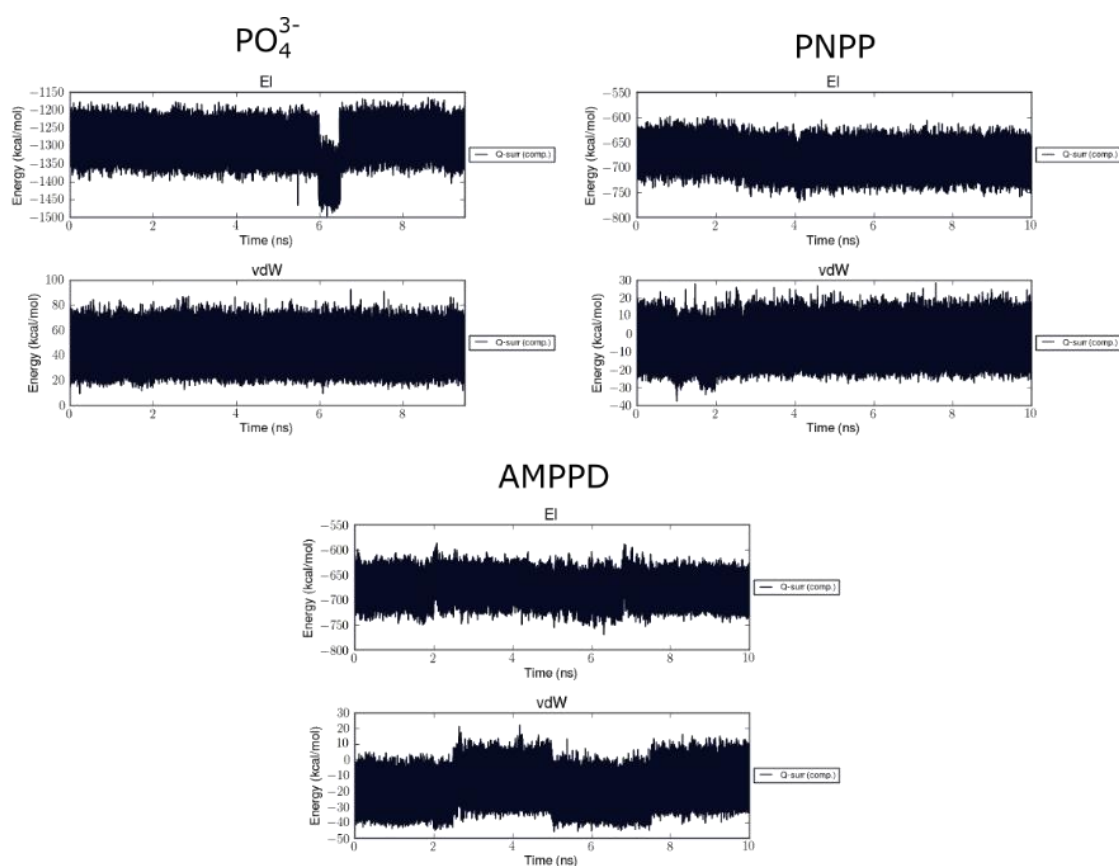 PO₄³⁻
El
−1150
−1200
−1250
−1300
−1350
−1400
−1450
−1500
Energy (kcal/mol)
0 2 4 6 8
Time (ns)
Q-surr (comp.)
vdW
100
80
60
40
20
0
Energy (kcal/mol)
0 2 4 6 8
Time (ns)
Q-surr (comp.)
PNPP
El
−550
−600
−650
−700
−750
−800
Energy (kcal/mol)
0 2 4 6 8 10
Time (ns)
Q-surr (comp.)
vdW
30
20
10
0
−10
−20
−30
−40
Energy (kcal/mol)
0 2 4 6 8 10
Time (ns)
Q-surr (comp.)
AMPPD
El
−550
−600
−650
−700
−750
−800
Energy (kcal/mol)
0 2 4 6 8 10
Time (ns)
Q-surr (comp.)
vdW
30
20
10
0
−10
−20
−30
−40
−50
Energy (kcal/mol)
0 2 4 6 8 10
Time (ns)
Q-surr (comp.)